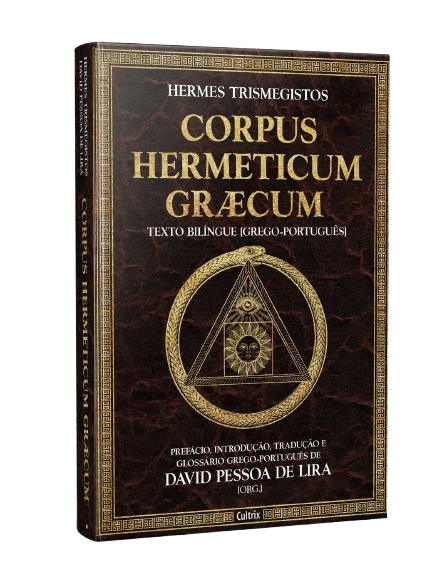 HERMES TRISMEGISTOS
CORPUS
HERMETICUM
GRÆCUM
TEXTO BILÍNGUE [GREGO-PORTUGUÊS]
PREFÁCIO, INTRODUÇÃO, TRADUÇÃO E
GLOSSÁRIO GREGO-PORTUGUÊS DE
DAVID PESSOA DE LIRA
[ORG.]
Cultrix
HERMES TRISMEGISTOS
DAVID PESSOA DE LIRA
CORPUS HERMETICUM GRÆCUM